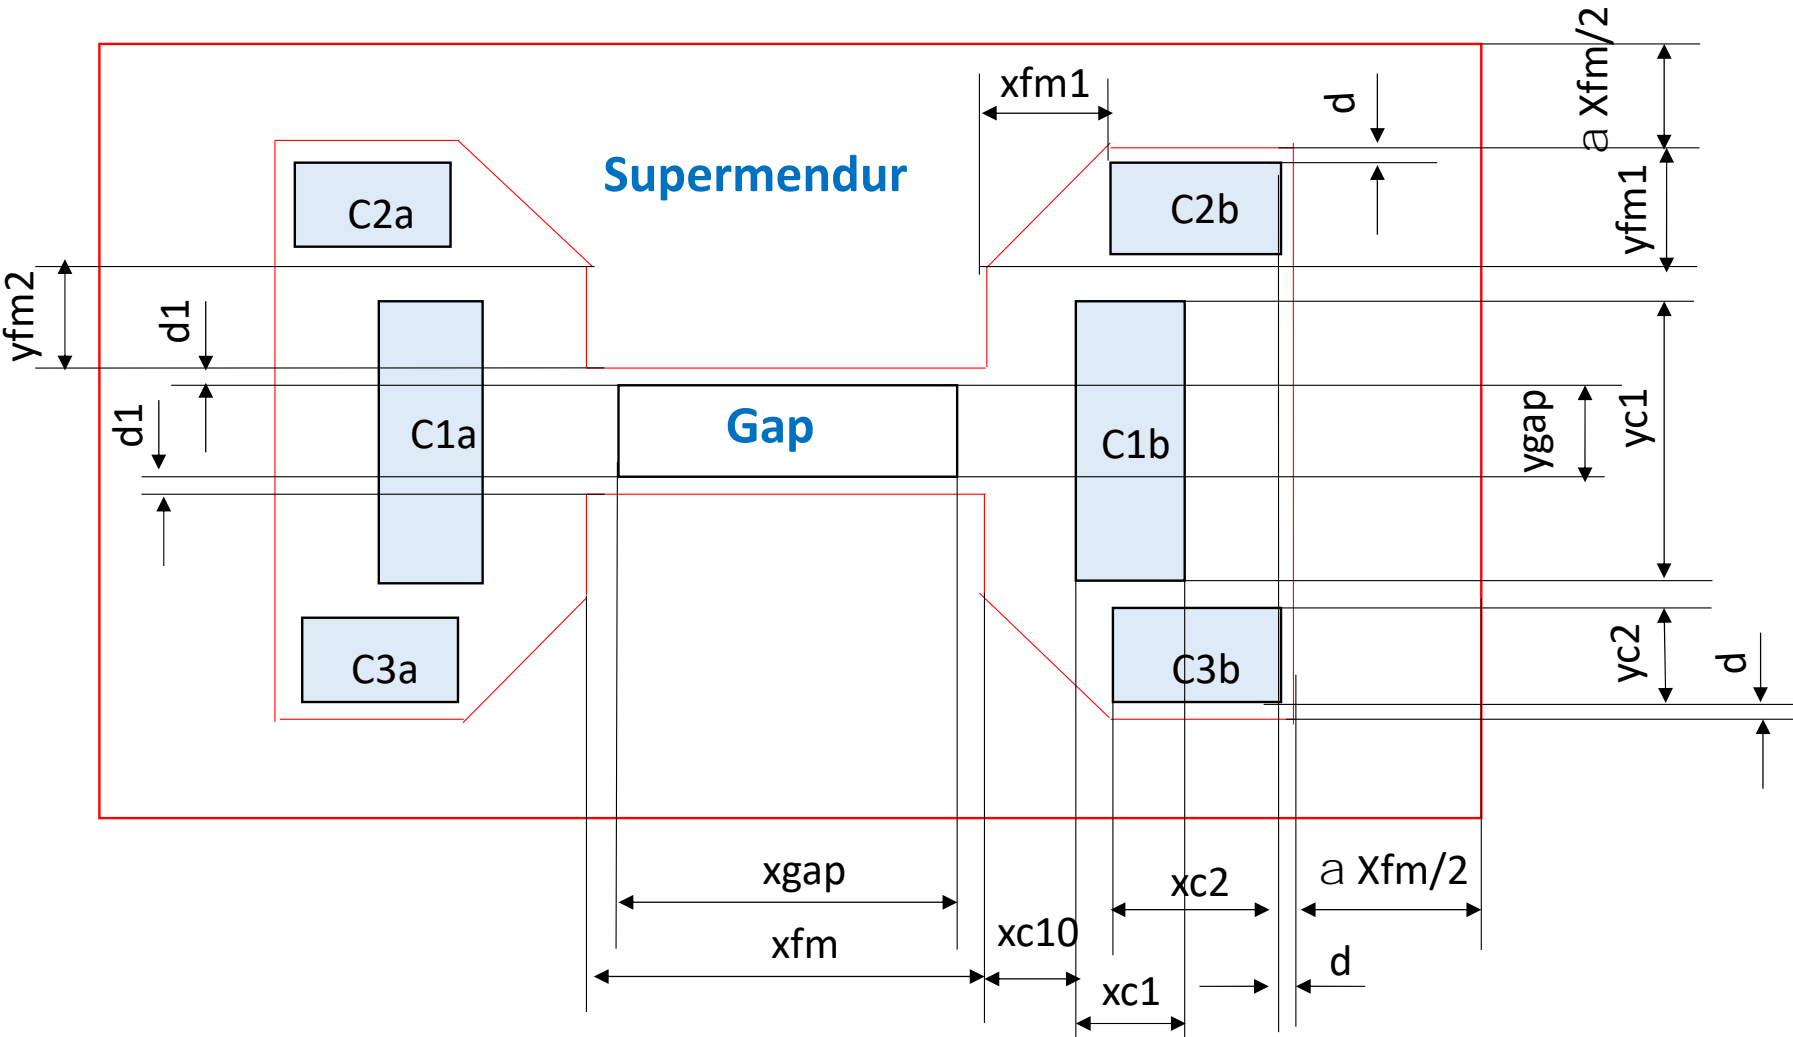 a Xfm/2
xfm1
d
Supermendur
C2a
C2b
yfm1
yfm2
d1
d1
Gap
C1a
C1b
ygap
yc1
C3a
C3b
yc2
d
xgap
xc2
a Xfm/2
xfm
xc10
d
xc1